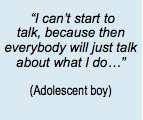 “I can’t start to
talk, because then
everybody will just talk
about what I do…”
(Adolescent boy)